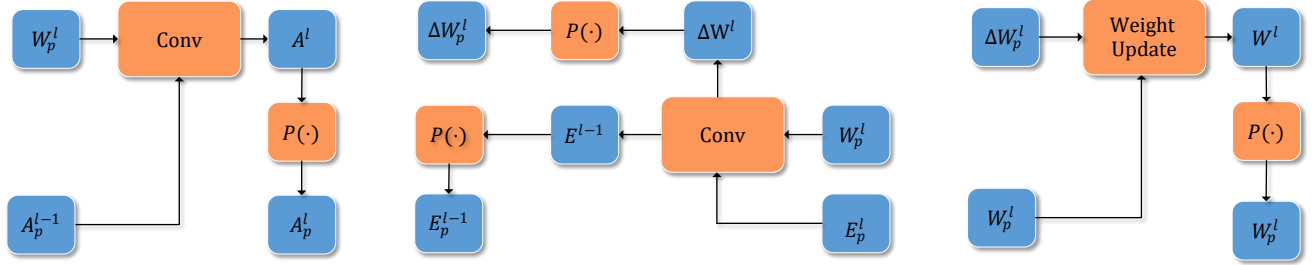 W_p^l
Conv
A^l
P(·)
A_p^{l−1}
A_p^l
ΔW_p^l
P(·)
ΔW^l
P(·)
E^{l−1}
Conv
W_p^l
E_p^{l−1}
E_p^l
ΔW_p^l
Weight
Update
W^l
P(·)
W_p^l
W_p^l